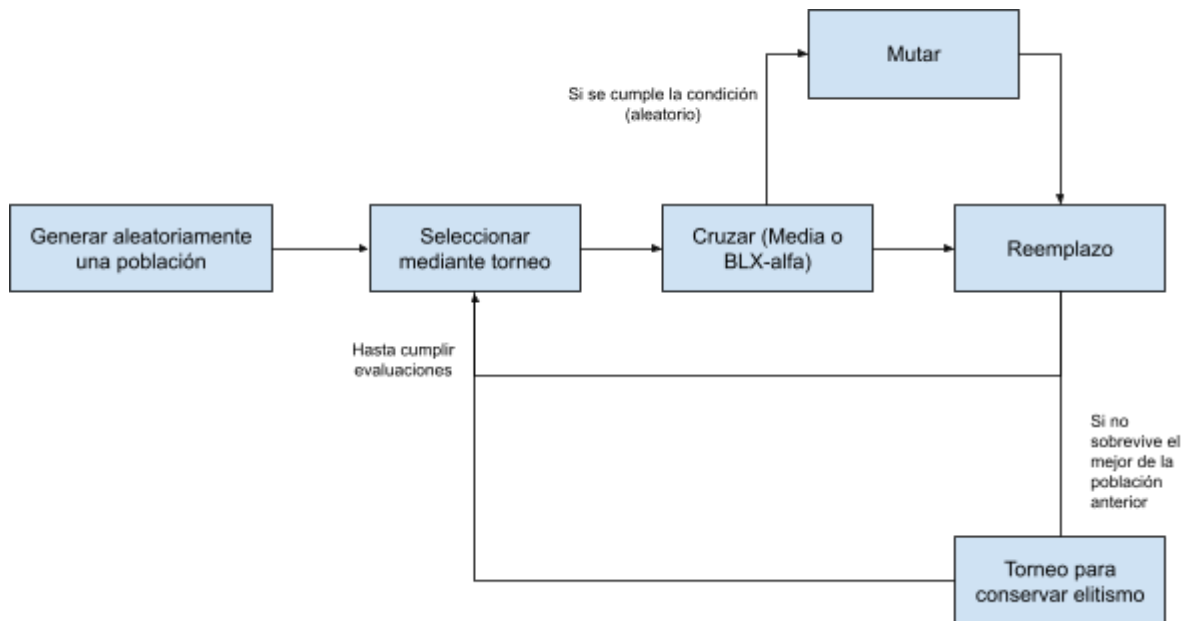 Mutar
Si se cumple la condición
(aleatorio)
Generar aleatoriamente
una población
Seleccionar
mediante torneo
Cruzar (Media o
BLX-alfa)
Reemplazo
Hasta cumplir
evaluaciones
Si no
sobrevive el
mejor de la
población
anterior
Torneo para
conservar elitismo